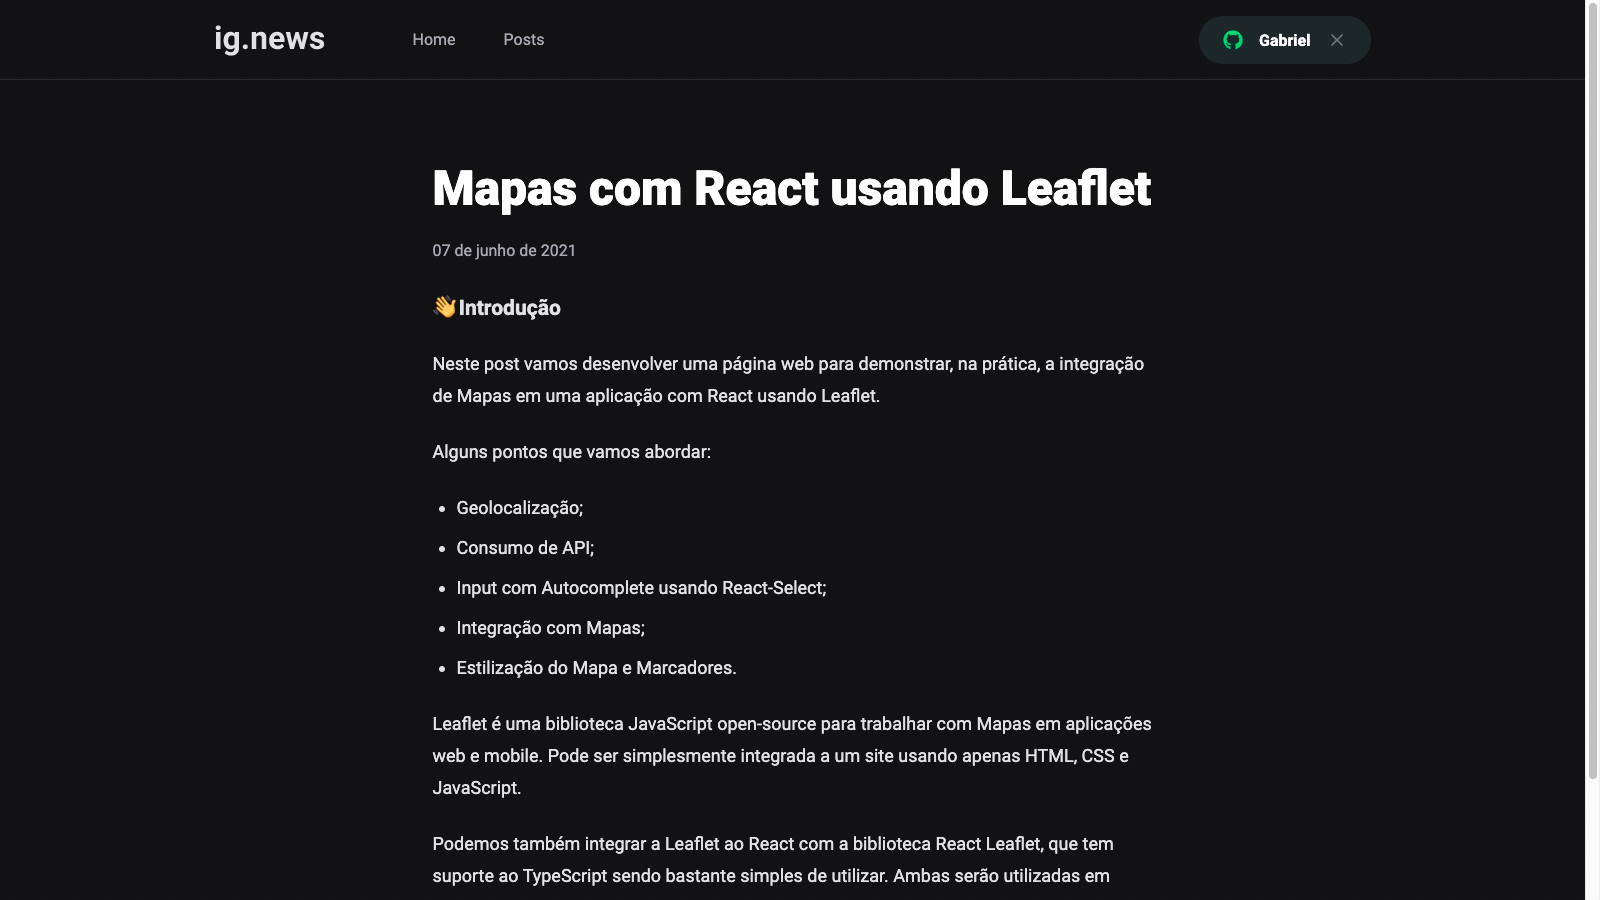 ig.news
Home
Posts
Gabriel
Mapas com React usando Leaflet
07 de junho de 2021
👋Introdução
Neste post vamos desenvolver uma página web para demonstrar, na prática, a integração
de Mapas em uma aplicação com React usando Leaflet.
Alguns pontos que vamos abordar:
• Geolocalização;
• Consumo de API;
• Input com Autocomplete usando React-Select;
• Integração com Mapas;
• Estilização do Mapa e Marcadores.
Leaflet é uma biblioteca JavaScript open-source para trabalhar com Mapas em aplicações
web e mobile. Pode ser simplesmente integrada a um site usando apenas HTML, CSS e
JavaScript.
Podemos também integrar a Leaflet ao React com a biblioteca React Leaflet, que tem
suporte ao TypeScript sendo bastante simples de utilizar. Ambas serão utilizadas em